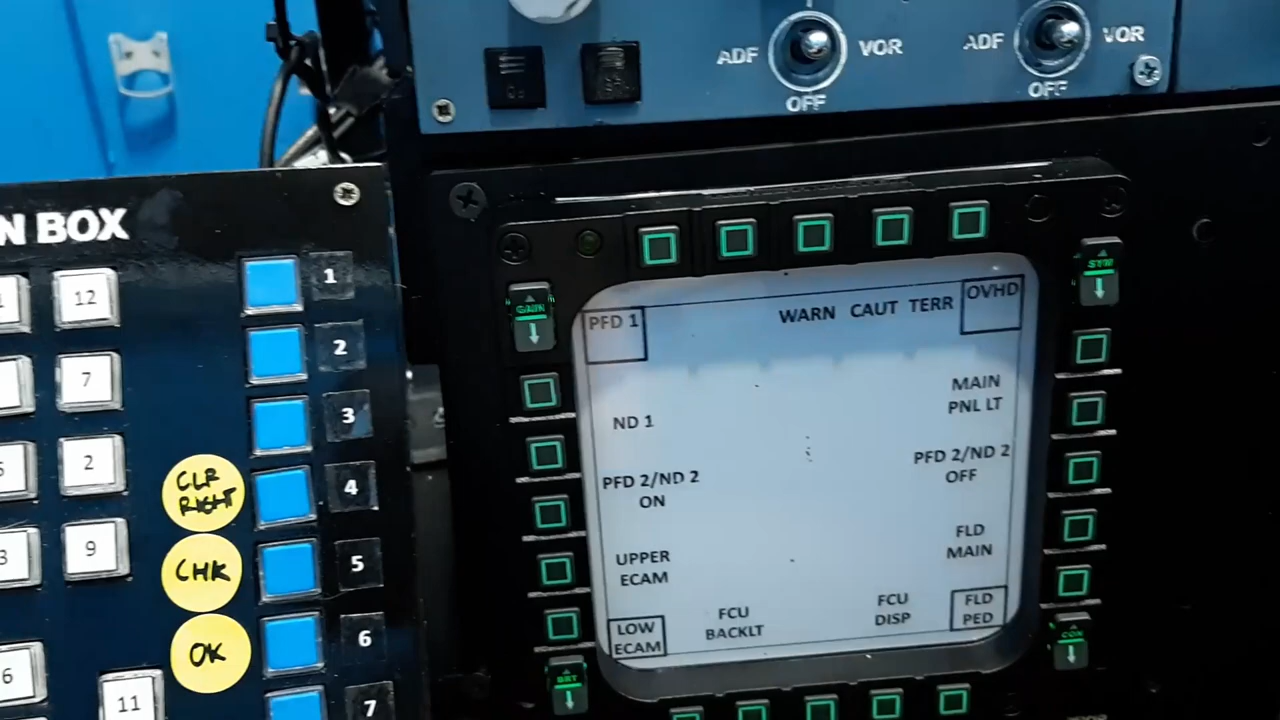 ADF
VOR
OFF
ADF
VOR
OFF
N BOX
12
7
2
9
6
11
1
2
3
4
5
6
7
CLR
RIGHT
CHK
OK
GAIN
SYM
PFD 1
WARN CAUT TERR
OVHD
MAIN
PNL LT
ND 1
PFD 2/ND 2
ON
PFD 2/ND 2
OFF
UPPER
ECAM
FLD
MAIN
LOW
ECAM
FCU
BACKLT
FCU
DISP
FLD
PED
BRT
CON